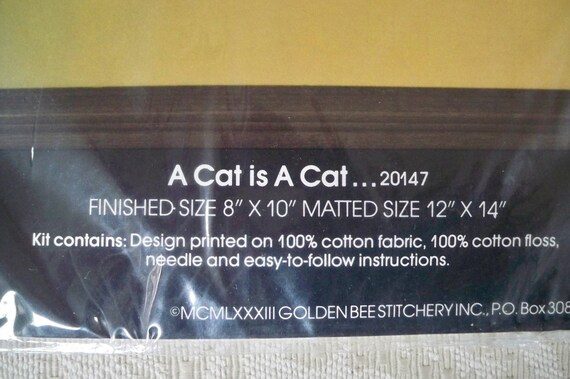 A Cat is A Cat...20147
FINISHED SIZE 8" X 10" MATTED SIZE 12" X 14"
Kit contains: Design printed on 100% cotton fabric, 100% cotton floss,
needle and easy-to-follow instructions.
©MCMLXXXIII GOLDEN BEE STITCHERY INC., P.O. Box 308